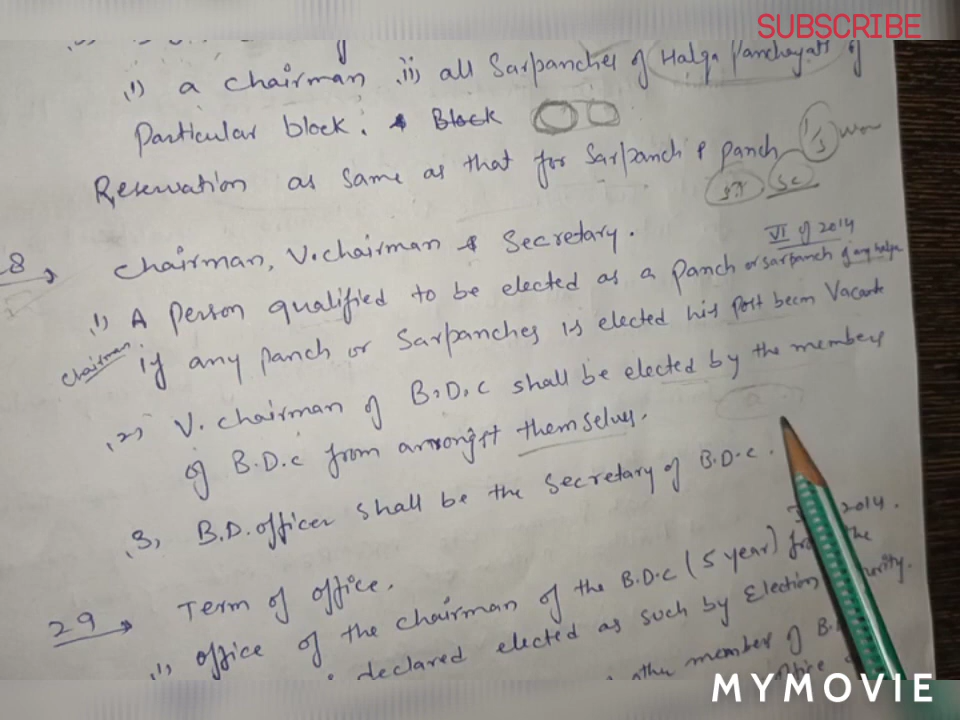 SUBSCRIBE
(i) a chairman (ii) all Sarpanches of Halqa Panchayats of
Particular block. Block
Reservation as same as that for Sarpanch & Panch 1/3
ST SC
28 → Chairman, V.chairman & Secretary.
VI of 2014
(1) A Person qualified to be elected as a Panch or sarpanch of any halqa
chairman if any Panch or Sarpanches is elected his Post becm Vacante
(2) V. chairman of B.D.C shall be elected by the members
of B.D.C from amongst themselves.
(3) B.D.officer shall be the secretary of B.D.C.
2014.
29 → Term of office.
(1) office of the chairman of the B.D.C (5 year) from the
declared elected as such by Election
the member of
MYMOVIE